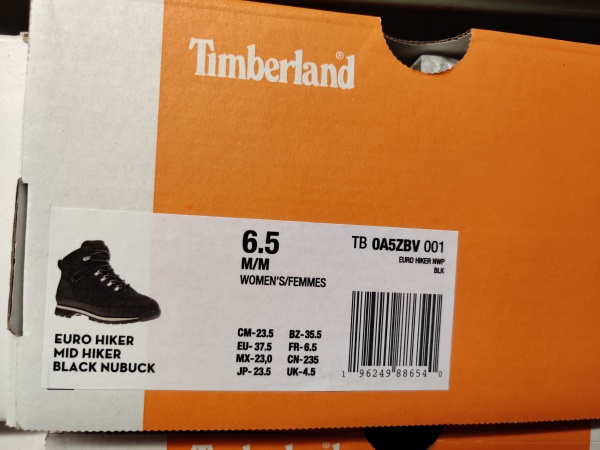 Timberland®
6.5
M/M
WOMEN'S/FEMMES
TB 0A5ZBV 001
EURO HIKER NWP
BLK
EURO HIKER
MID HIKER
BLACK NUBUCK
CM-23.5 BZ-35.5
EU-37.5 FR-6.5
MX-23,0 CN-235
JP-23.5 UK-4.5
1 96249 88654 0
Timberland®